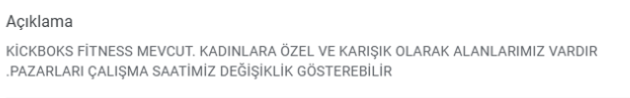 Açıklama
KİCKBOKS FİTNESS MEVCUT. KADINLARA ÖZEL VE KARIŞIK OLARAK ALANLARIMIZ VARDIR
.PAZARLARI ÇALIŞMA SAATİMİZ DEĞİŞİKLİK GÖSTEREBİLİR